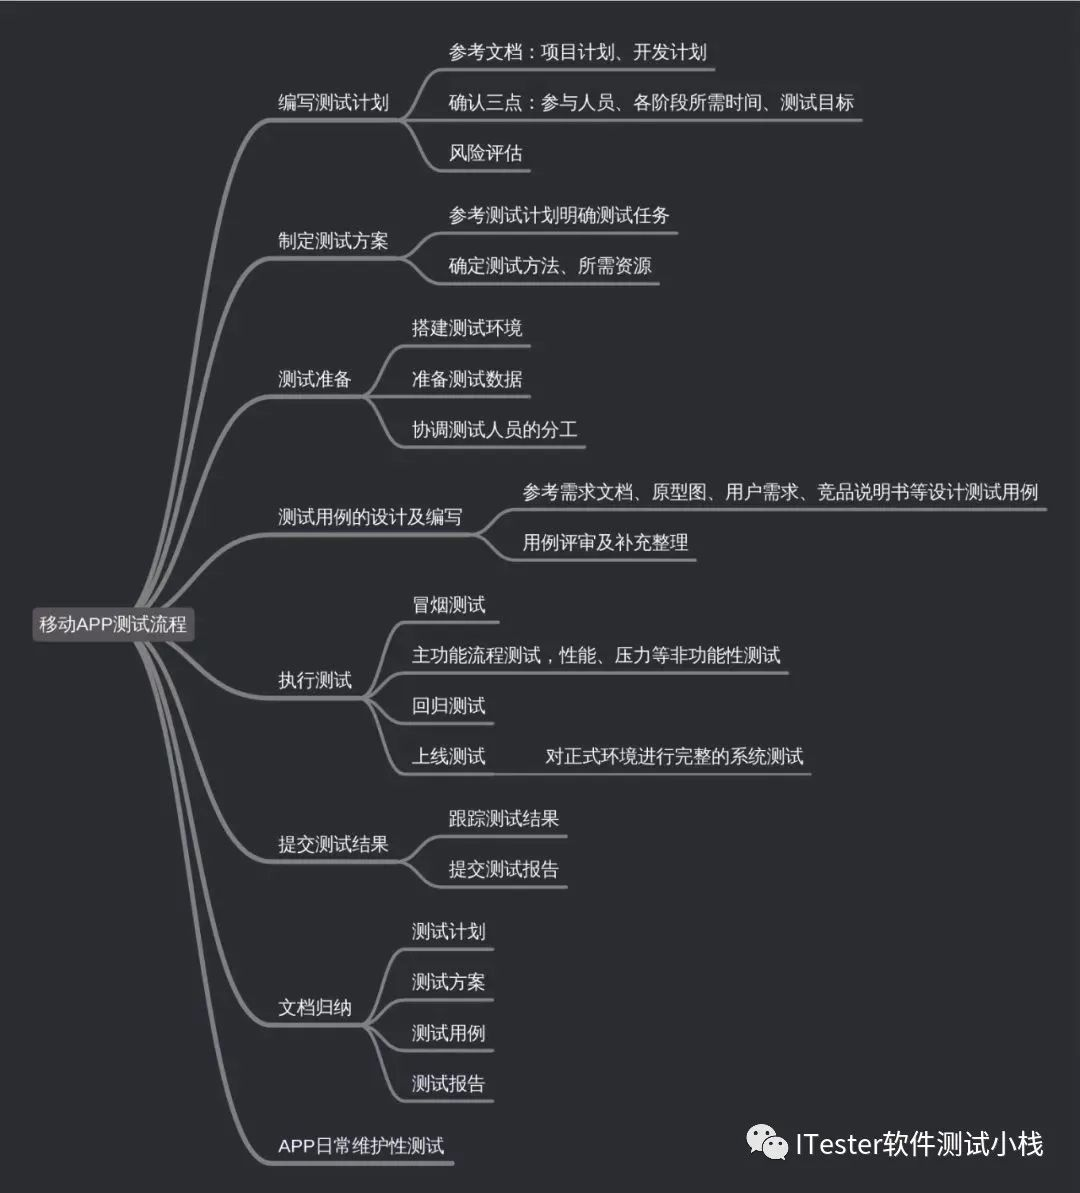 参考文档：项目计划、开发计划
编写测试计划
确认三点：参与人员、各阶段所需时间、测试目标
风险评估
参考测试计划明确测试任务
制定测试方案
确定测试方法、所需资源
搭建测试环境
测试准备
准备测试数据
协调测试人员的分工
参考需求文档、原型图、用户需求、竞品说明书等设计测试用例
测试用例的设计及编写
用例评审及补充整理
冒烟测试
移动APP测试流程
主功能流程测试，性能、压力等非功能性测试
执行测试
回归测试
上线测试
对正式环境进行完整的系统测试
跟踪测试结果
提交测试结果
提交测试报告
测试计划
测试方案
文档归纳
测试用例
测试报告
APP日常维护性测试
ITester软件测试小栈